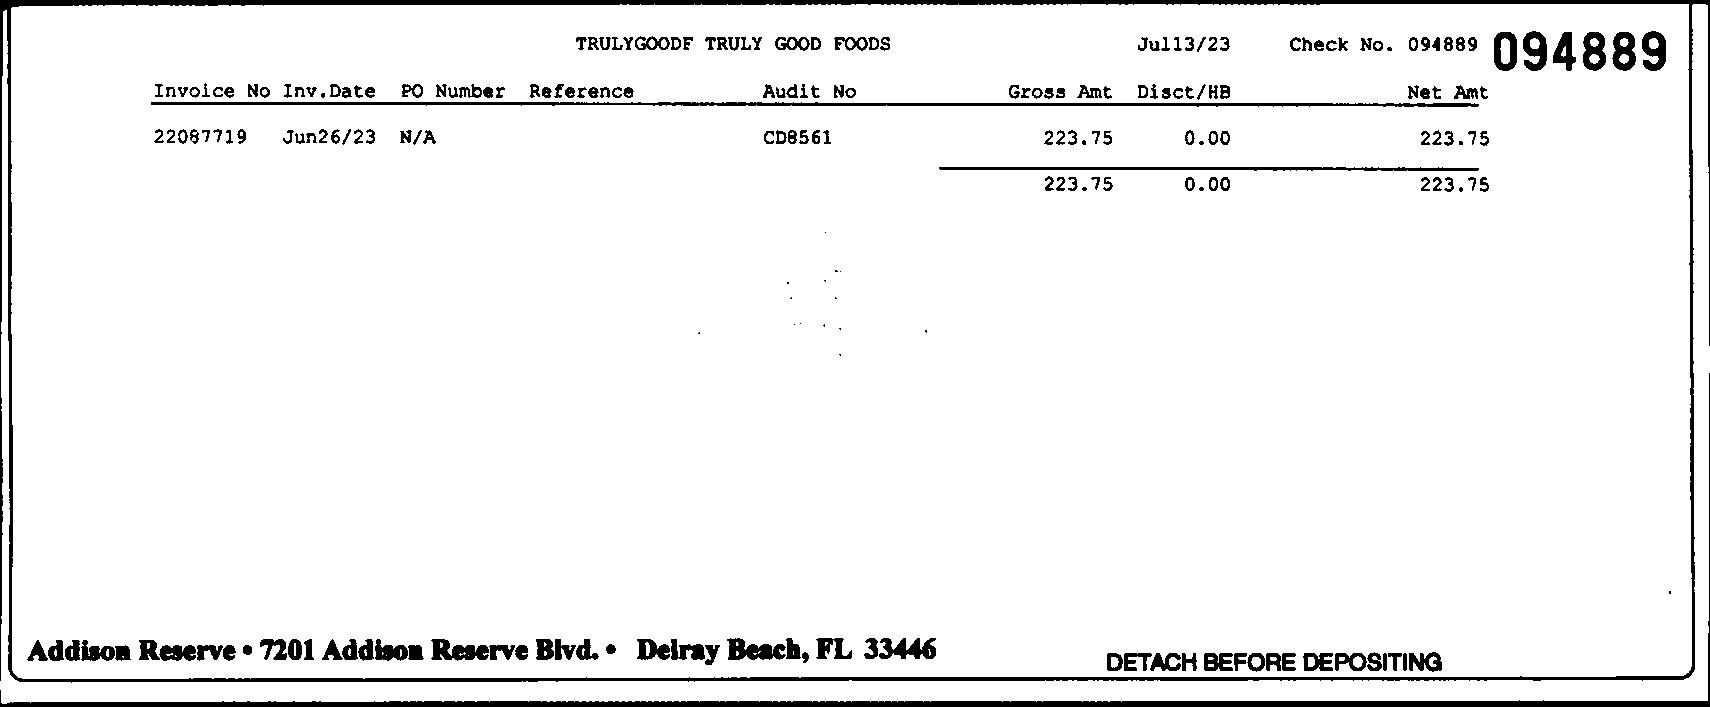 TRULYGOODF TRULY GOOD FOODS Jul13/23 Check No. 094889 094889
Invoice No Inv.Date PO Number Reference Audit No Gross Amt Disct/HB Net Amt
22087719 Jun26/23 N/A CD8561 223.75 0.00 223.75
223.75 0.00 223.75
Addison Reserve • 7201 Addison Reserve Blvd. • Delray Beach, FL 33446
DETACH BEFORE DEPOSITING